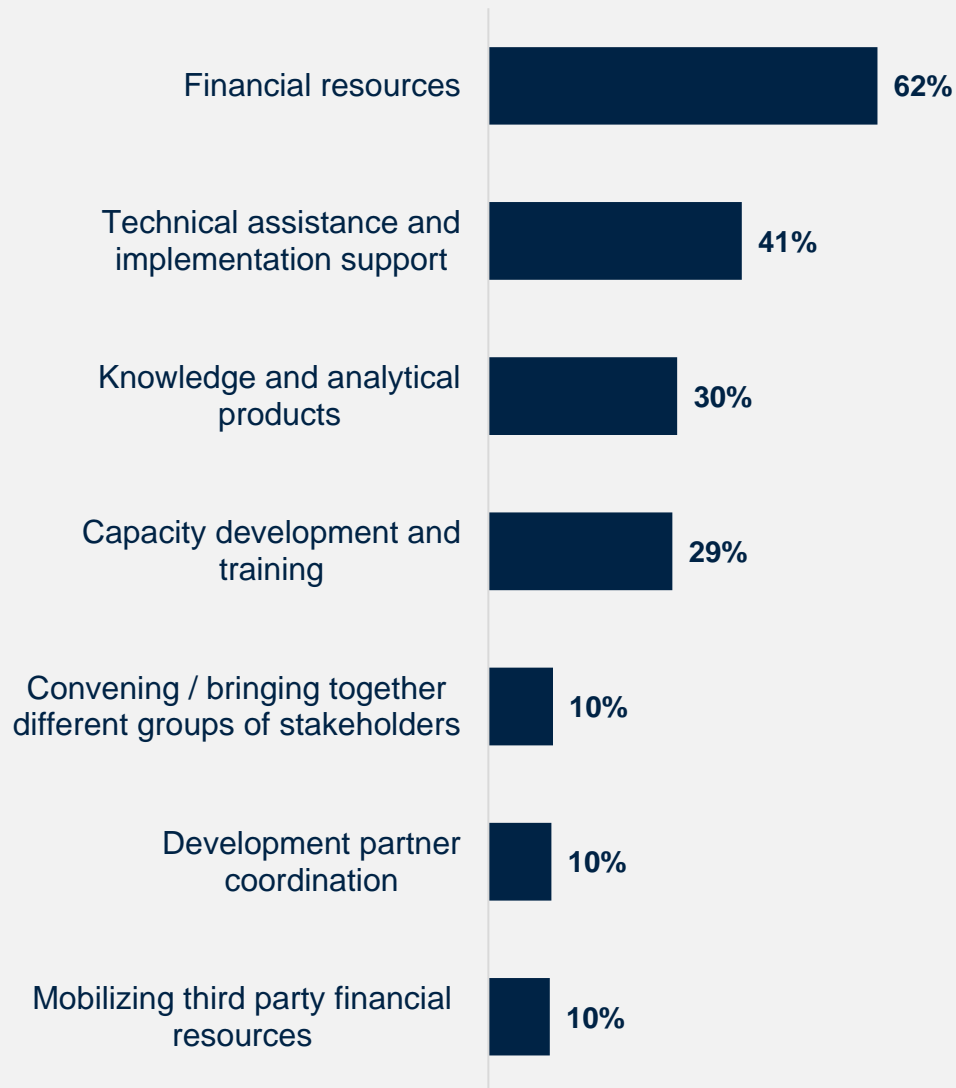 Financial resources
62%
Technical assistance and
implementation support
41%
Knowledge and analytical
products
30%
Capacity development and
training
29%
Convening / bringing together
different groups of stakeholders
10%
Development partner
coordination
10%
Mobilizing third party financial
resources
10%